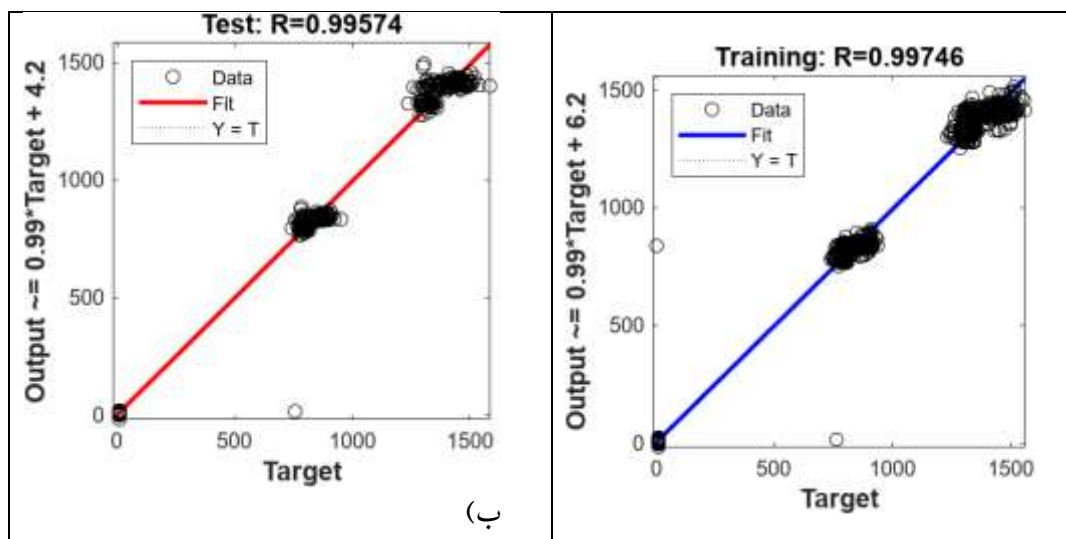 Test: R=0.99574
Output ~= 0.99*Target + 4.2
1500
1000
500
0
Data
Fit
Y = T
0
500
1000
1500
Target
ب)
Training: R=0.99746
Output ~= 0.99*Target + 6.2
1500
1000
500
0
Data
Fit
Y = T
0
500
1000
1500
Target